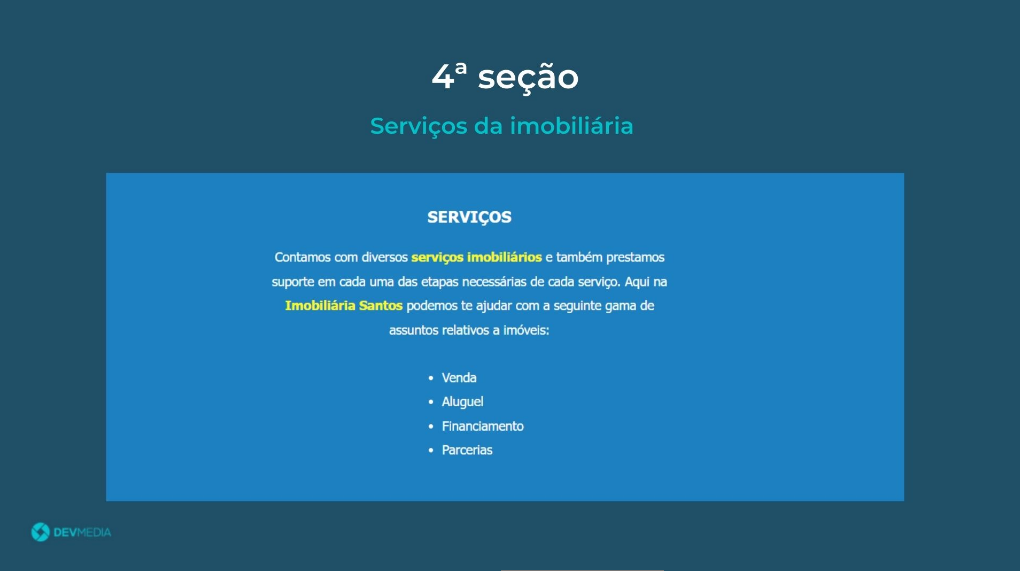 4ª seção
Serviços da imobiliária
SERVIÇOS
Contamos com diversos serviços imobiliários e também prestamos
suporte em cada uma das etapas necessárias de cada serviço. Aqui na
Imobiliária Santos podemos te ajudar com a seguinte gama de
assuntos relativos a imóveis:
• Venda
• Aluguel
• Financiamento
• Parcerias
DEVMEDIA